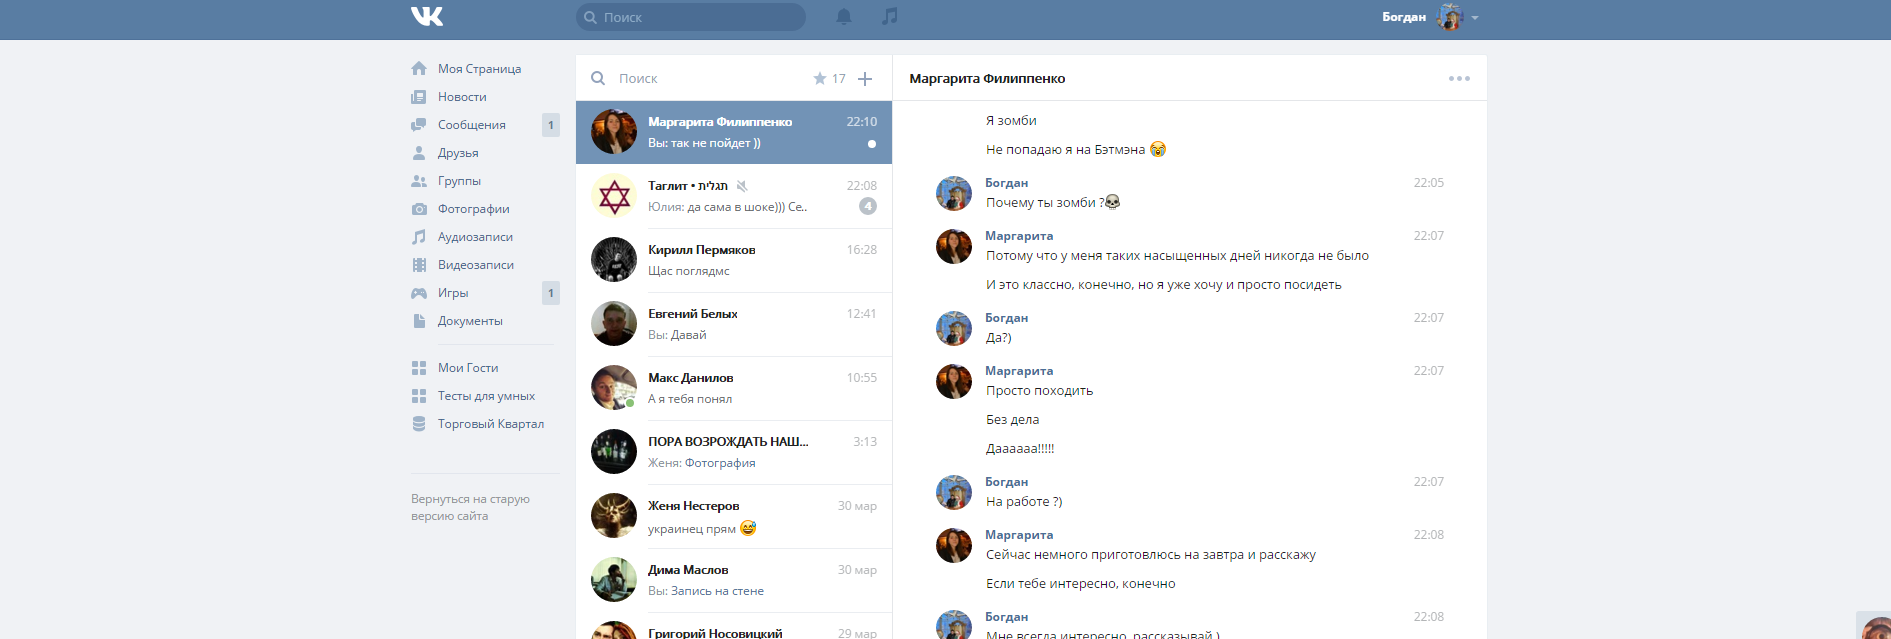 Поиск
Богдан
Моя Страница
Новости
Сообщения 1
Друзья
Группы
Фотографии
Аудиозаписи
Видеозаписи
Игры 1
Документы
Мои Гости
Тесты для умных
Торговый Квартал
Вернуться на старую
версию сайта
Поиск 17
Маргарита Филиппенко 22:10
Вы: так не пойдет ))
Таглит • תגלית 22:08
Юлия: да сама в шоке))) Се.. 4
Кирилл Пермяков 16:28
Щас поглядмс
Евгений Белых 12:41
Вы: Давай
Макс Данилов 10:55
А я тебя понял
ПОРА ВОЗРОЖДАТЬ НАШ... 3:13
Женя: Фотография
Женя Нестеров 30 мар
украинец прям 😅
Дима Маслов 30 мар
Вы: Запись на стене
Григорий Носовицкий 29 мар
Маргарита Филиппенко
Я зомби
Не попадаю я на Бэтмэна 😭
Богдан 22:05
Почему ты зомби ?💀
Маргарита 22:07
Потому что у меня таких насыщенных дней никогда не было
И это классно, конечно, но я уже хочу и просто посидеть
Богдан 22:07
Да?)
Маргарита 22:07
Просто походить
Без дела
Даааааа!!!!!
Богдан 22:07
На работе ?)
Маргарита 22:08
Сейчас немного приготовлюсь на завтра и расскажу
Если тебе интересно, конечно
Богдан 22:08
Мне всегда интересно, рассказывай )